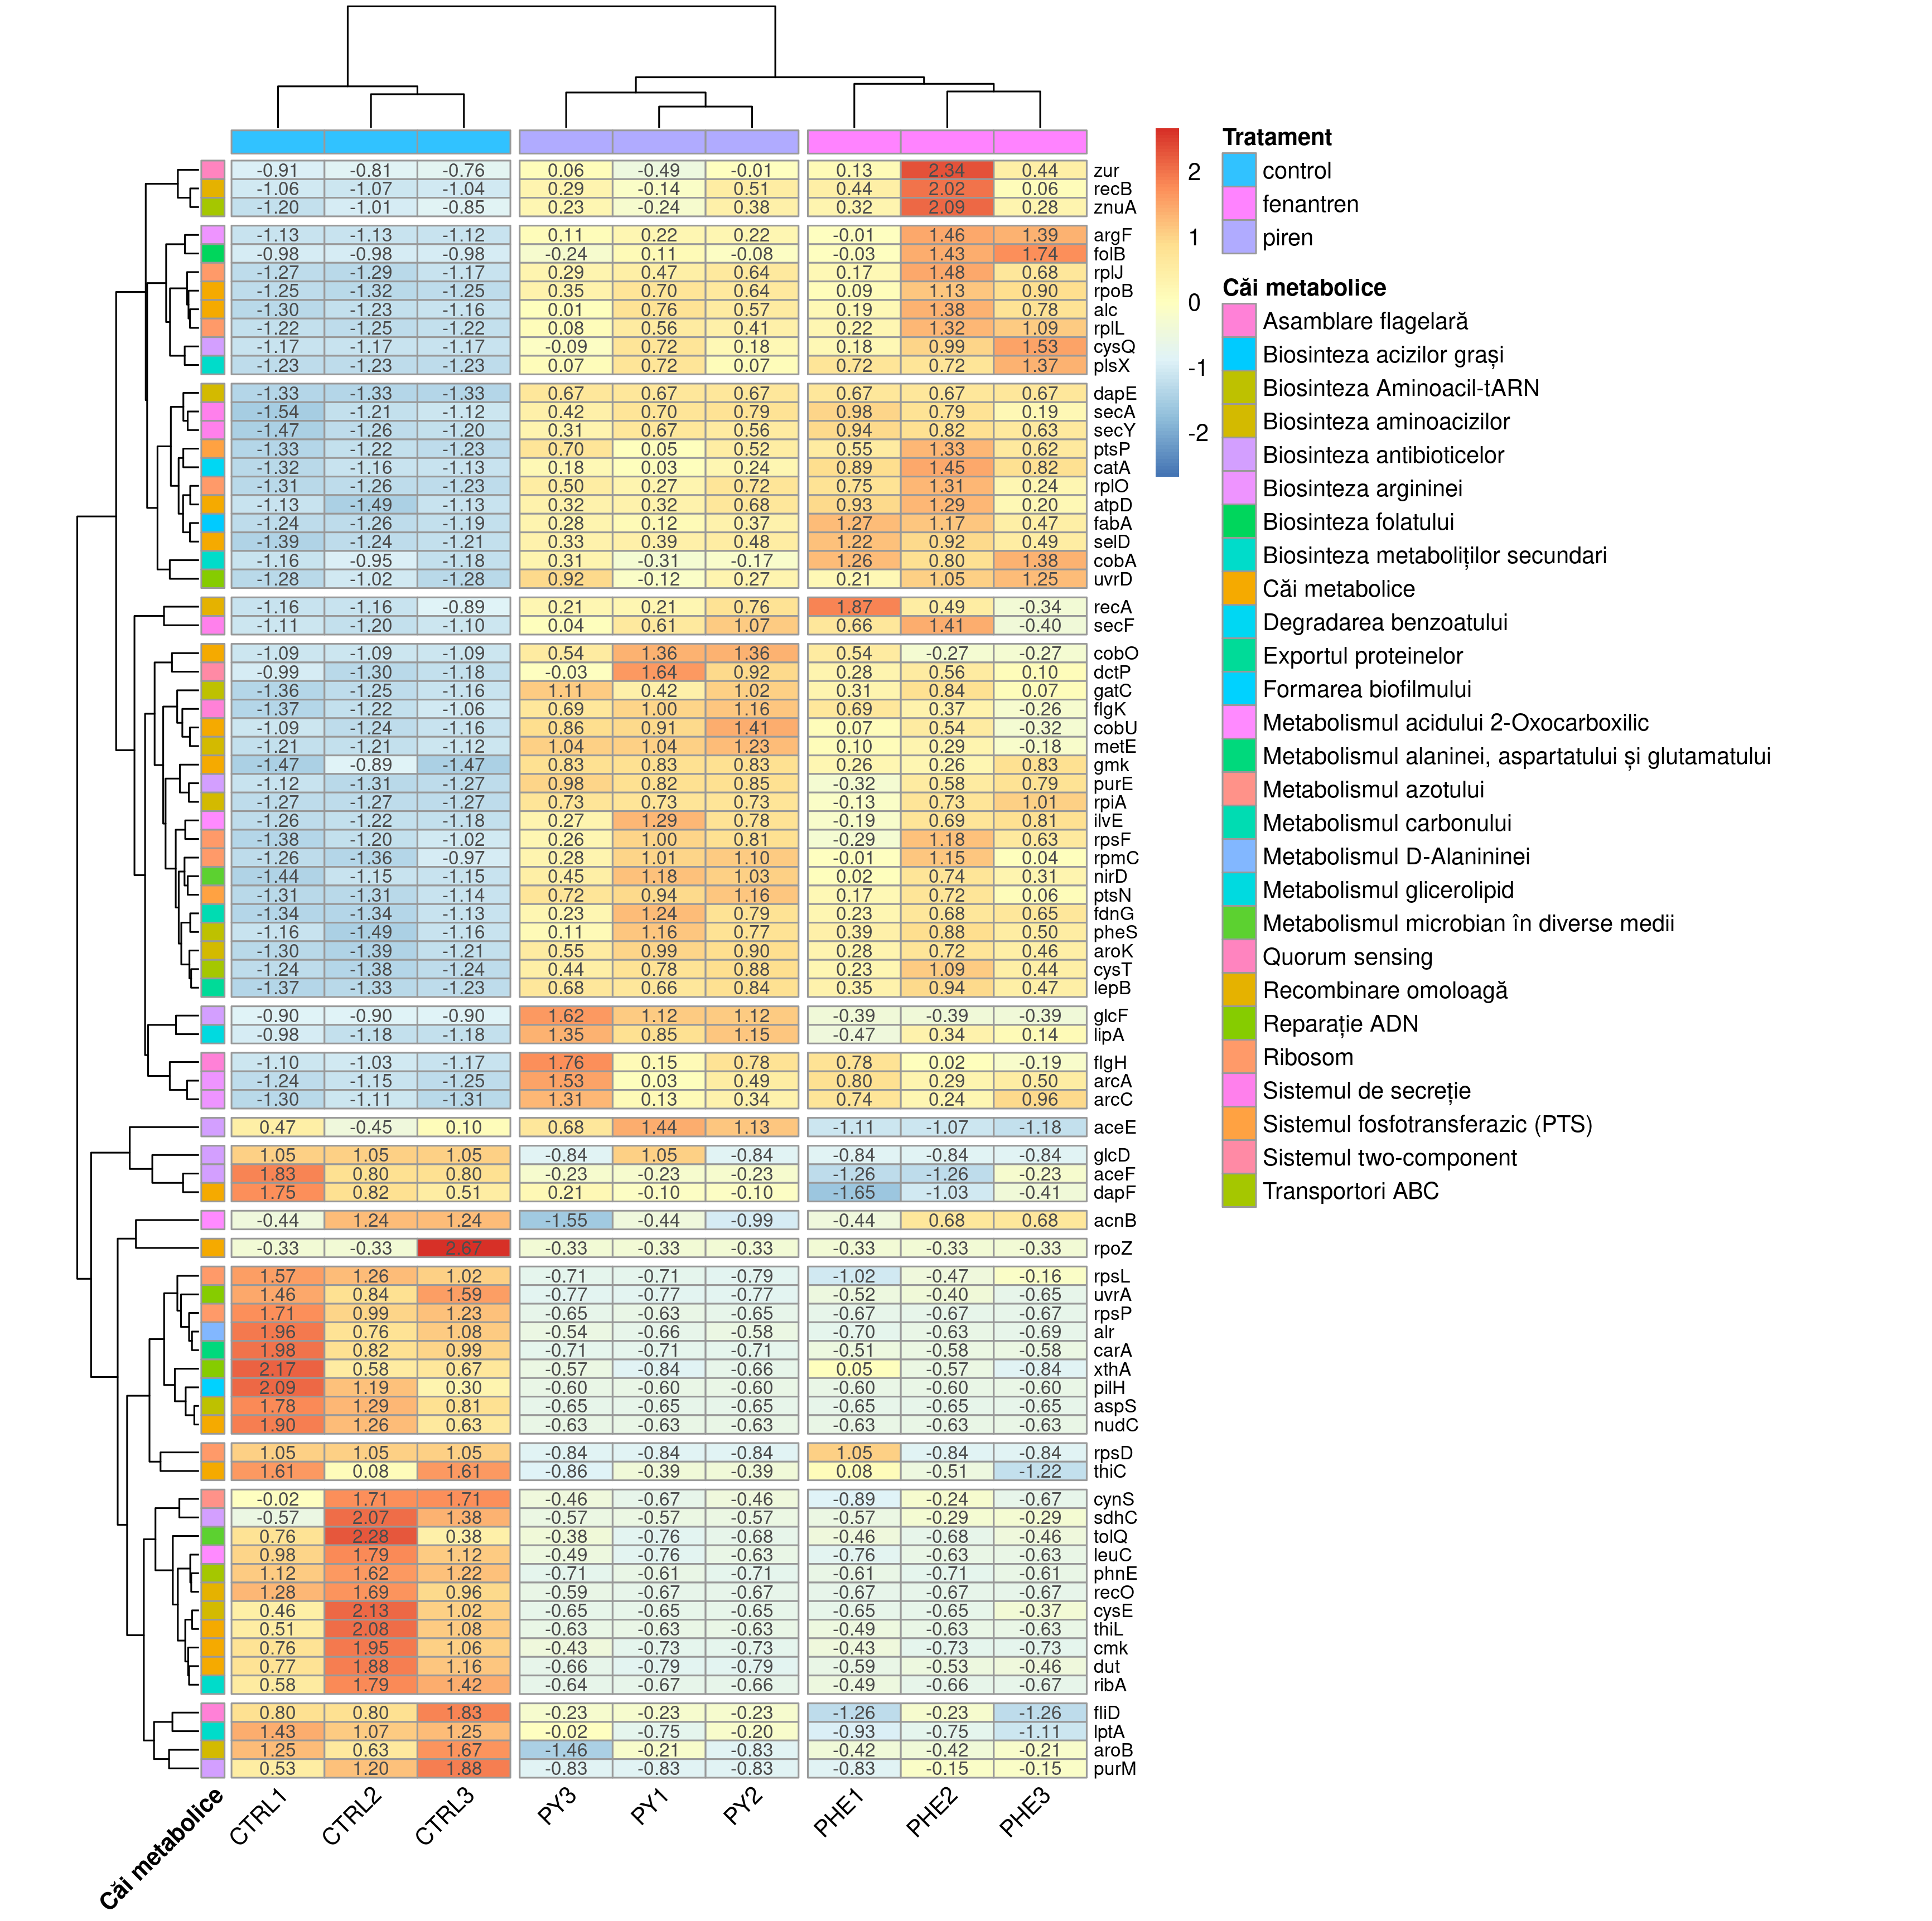 -0.91 -0.81 -0.76 0.06 -0.49 -0.01 0.13 2.34 0.44 zur
-1.06 -1.07 -1.04 0.29 -0.14 0.51 0.44 2.02 0.06 recB
-1.20 -1.01 -0.85 0.23 -0.24 0.38 0.32 2.09 0.28 znuA
-1.13 -1.13 -1.12 0.11 0.22 0.22 -0.01 1.46 1.39 argF
-0.98 -0.98 -0.98 -0.24 0.11 -0.08 -0.03 1.43 1.74 folB
-1.27 -1.29 -1.17 0.29 0.47 0.64 0.17 1.48 0.68 rplJ
-1.25 -1.32 -1.25 0.35 0.70 0.64 0.09 1.13 0.90 rpoB
-1.30 -1.23 -1.16 0.01 0.76 0.57 0.19 1.38 0.78 alc
-1.22 -1.25 -1.22 0.08 0.56 0.41 0.22 1.32 1.09 rplL
-1.17 -1.17 -1.17 -0.09 0.72 0.18 0.18 0.99 1.53 cysQ
-1.23 -1.23 -1.23 0.07 0.72 0.07 0.72 0.72 1.37 plsX
-1.33 -1.33 -1.33 0.67 0.67 0.67 0.67 0.67 0.67 dapE
-1.54 -1.21 -1.12 0.42 0.70 0.79 0.98 0.79 0.19 secA
-1.47 -1.26 -1.20 0.31 0.67 0.56 0.94 0.82 0.63 secY
-1.33 -1.22 -1.23 0.70 0.05 0.52 0.55 1.33 0.62 ptsP
-1.32 -1.16 -1.13 0.18 0.03 0.24 0.89 1.45 0.82 catA
-1.31 -1.26 -1.23 0.50 0.27 0.72 0.75 1.31 0.24 rplO
-1.13 -1.49 -1.13 0.32 0.32 0.68 0.93 1.29 0.20 atpD
-1.24 -1.26 -1.19 0.28 0.12 0.37 1.27 1.17 0.47 fabA
-1.39 -1.24 -1.21 0.33 0.39 0.48 1.22 0.92 0.49 selD
-1.16 -0.95 -1.18 0.31 -0.31 -0.17 1.26 0.80 1.38 cobA
-1.28 -1.02 -1.28 0.92 -0.12 0.27 0.21 1.05 1.25 uvrD
-1.16 -1.16 -0.89 0.21 0.21 0.76 1.87 0.49 -0.34 recA
-1.11 -1.20 -1.10 0.04 0.61 1.07 0.66 1.41 -0.40 secF
-1.09 -1.09 -1.09 0.54 1.36 1.36 0.54 -0.27 -0.27 cobO
-0.99 -1.30 -1.18 -0.03 1.64 0.92 0.28 0.56 0.10 dctP
-1.36 -1.25 -1.16 1.11 0.42 1.02 0.31 0.84 0.07 gatC
-1.37 -1.22 -1.06 0.69 1.00 1.16 0.69 0.37 -0.26 flgK
-1.09 -1.24 -1.16 0.86 0.91 1.41 0.07 0.54 -0.32 cobU
-1.21 -1.21 -1.12 1.04 1.04 1.23 0.10 0.29 -0.18 metE
-1.47 -0.89 -1.47 0.83 0.83 0.83 0.26 0.26 0.83 gmk
-1.12 -1.31 -1.27 0.98 0.82 0.85 -0.32 0.58 0.79 purE
-1.27 -1.27 -1.27 0.73 0.73 0.73 -0.13 0.73 1.01 rpiA
-1.26 -1.22 -1.18 0.27 1.29 0.78 -0.19 0.69 0.81 ilvE
-1.38 -1.20 -1.02 0.26 1.00 0.81 -0.29 1.18 0.63 rpsF
-1.26 -1.36 -0.97 0.28 1.01 1.10 -0.01 1.15 0.04 rpmC
-1.44 -1.15 -1.15 0.45 1.18 1.03 0.02 0.74 0.31 nirD
-1.31 -1.31 -1.14 0.72 0.94 1.16 0.17 0.72 0.06 ptsN
-1.34 -1.34 -1.13 0.23 1.24 0.79 0.23 0.68 0.65 fdnG
-1.16 -1.49 -1.16 0.11 1.16 0.77 0.39 0.88 0.50 pheS
-1.30 -1.39 -1.21 0.55 0.99 0.90 0.28 0.72 0.46 aroK
-1.24 -1.38 -1.24 0.44 0.78 0.88 0.23 1.09 0.44 cysT
-1.37 -1.33 -1.23 0.68 0.66 0.84 0.35 0.94 0.47 lepB
-0.90 -0.90 -0.90 1.62 1.12 1.12 -0.39 -0.39 -0.39 glcF
-0.98 -1.18 -1.18 1.35 0.85 1.15 -0.47 0.34 0.14 lipA
-1.10 -1.03 -1.17 1.76 0.15 0.78 0.78 0.02 -0.19 flgH
-1.24 -1.15 -1.25 1.53 0.03 0.49 0.80 0.29 0.50 arcA
-1.30 -1.11 -1.31 1.31 0.13 0.34 0.74 0.24 0.96 arcC
0.47 -0.45 0.10 0.68 1.44 1.13 -1.11 -1.07 -1.18 aceE
1.05 1.05 1.05 -0.84 1.05 -0.84 -0.84 -0.84 -0.84 glcD
1.83 0.80 0.80 -0.23 -0.23 -0.23 -1.26 -1.26 -0.23 aceF
1.75 0.82 0.51 0.21 -0.10 -0.10 -1.65 -1.03 -0.41 dapF
-0.44 1.24 1.24 -1.55 -0.44 -0.99 -0.44 0.68 0.68 acnB
-0.33 -0.33 2.67 -0.33 -0.33 -0.33 -0.33 -0.33 -0.33 rpoZ
1.57 1.26 1.02 -0.71 -0.71 -0.79 -1.02 -0.47 -0.16 rpsL
1.46 0.84 1.59 -0.77 -0.77 -0.77 -0.52 -0.40 -0.65 uvrA
1.71 0.99 1.23 -0.65 -0.63 -0.65 -0.67 -0.67 -0.67 rpsP
1.96 0.76 1.08 -0.54 -0.66 -0.58 -0.70 -0.63 -0.69 alr
1.98 0.82 0.99 -0.71 -0.71 -0.71 -0.51 -0.58 -0.58 carA
2.17 0.58 0.67 -0.57 -0.84 -0.66 0.05 -0.57 -0.84 xthA
2.09 1.19 0.30 -0.60 -0.60 -0.60 -0.60 -0.60 -0.60 pilH
1.78 1.29 0.81 -0.65 -0.65 -0.65 -0.65 -0.65 -0.65 aspS
1.90 1.26 0.63 -0.63 -0.63 -0.63 -0.63 -0.63 -0.63 nudC
1.05 1.05 1.05 -0.84 -0.84 -0.84 1.05 -0.84 -0.84 rpsD
1.61 0.08 1.61 -0.86 -0.39 -0.39 0.08 -0.51 -1.22 thiC
-0.02 1.71 1.71 -0.46 -0.67 -0.46 -0.89 -0.24 -0.67 cynS
-0.57 2.07 1.38 -0.57 -0.57 -0.57 -0.57 -0.29 -0.29 sdhC
0.76 2.28 0.38 -0.38 -0.76 -0.68 -0.46 -0.68 -0.46 tolQ
0.98 1.79 1.12 -0.49 -0.76 -0.63 -0.76 -0.63 -0.63 leuC
1.12 1.62 1.22 -0.71 -0.61 -0.71 -0.61 -0.71 -0.61 phnE
1.28 1.69 0.96 -0.59 -0.67 -0.67 -0.67 -0.67 -0.67 recO
0.46 2.13 1.02 -0.65 -0.65 -0.65 -0.65 -0.65 -0.37 cysE
0.51 2.08 1.08 -0.63 -0.63 -0.63 -0.49 -0.63 -0.63 thiL
0.76 1.95 1.06 -0.43 -0.73 -0.73 -0.43 -0.73 -0.73 cmk
0.77 1.88 1.16 -0.66 -0.79 -0.79 -0.59 -0.53 -0.46 dut
0.58 1.79 1.42 -0.64 -0.67 -0.66 -0.49 -0.66 -0.67 ribA
0.80 0.80 1.83 -0.23 -0.23 -0.23 -1.26 -0.23 -1.26 fliD
1.43 1.07 1.25 -0.02 -0.75 -0.20 -0.93 -0.75 -1.11 lptA
1.25 0.63 1.67 -1.46 -0.21 -0.83 -0.42 -0.42 -0.21 aroB
0.53 1.20 1.88 -0.83 -0.83 -0.83 -0.83 -0.15 -0.15 purM
Căi metabolice CTRL1 CTRL2 CTRL3 PY3 PY1 PY2 PHE1 PHE2 PHE3
2
1
0
-1
-2
Tratament
control
fenantren
piren
Căi metabolice
Asamblare flagelară
Biosinteza acizilor grași
Biosinteza Aminoacil-tARN
Biosinteza aminoacizilor
Biosinteza antibioticelor
Biosinteza argininei
Biosinteza folatului
Biosinteza metaboliților secundari
Căi metabolice
Degradarea benzoatului
Exportul proteinelor
Formarea biofilmului
Metabolismul acidului 2-Oxocarboxilic
Metabolismul alaninei, aspartatului și glutamatului
Metabolismul azotului
Metabolismul carbonului
Metabolismul D-Alanininei
Metabolismul glicerolipid
Metabolismul microbian în diverse medii
Quorum sensing
Recombinare omoloagă
Reparație ADN
Ribosom
Sistemul de secreție
Sistemul fosfotransferazic (PTS)
Sistemul two-component
Transportori ABC